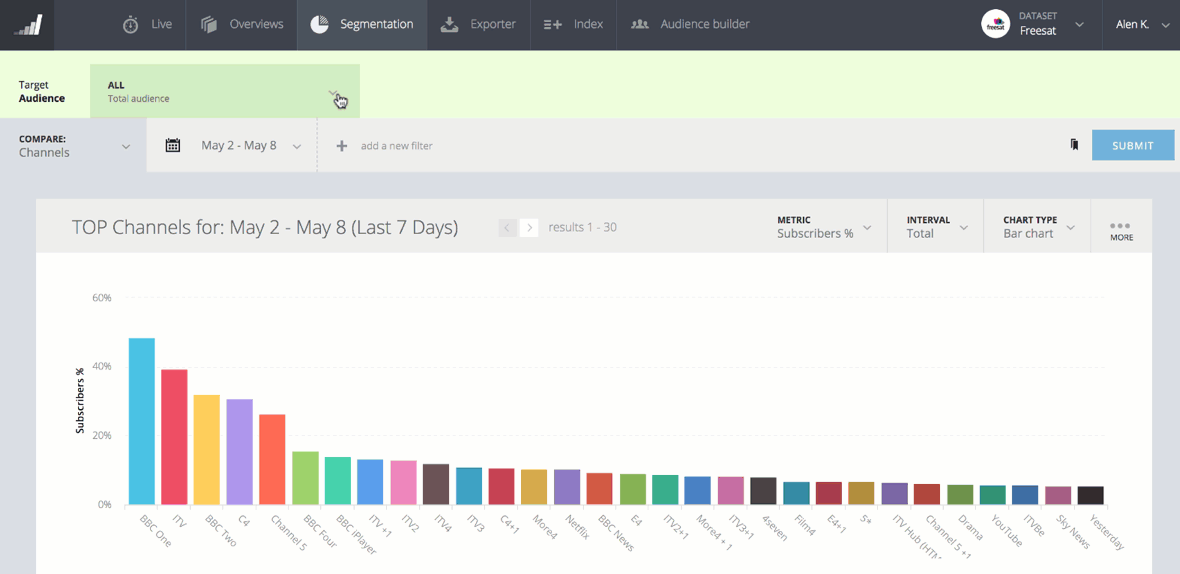 Live
Overviews
Segmentation
Exporter
Index
Audience builder
freesat
DATASET
Freesat
Alen K.
Target
Audience
ALL
Total audience
COMPARE:
Channels
May 2 - May 8
add a new filter
SUBMIT
TOP Channels for: May 2 - May 8 (Last 7 Days)
results 1 - 30
METRIC
Subscribers %
INTERVAL
Total
CHART TYPE
Bar chart
MORE
60%
40%
20%
0%
Subscribers %
BBC One
ITV
BBC Two
C4
Channel 5
BBC Four
BBC iPlayer
ITV +1
ITV2
ITV4
ITV3
C4+1
More4
Netflix
BBC News
E4
ITV2+1
More4 + 1
ITV3+1
4seven
Film4
E4+1
5*
ITV Hub (HTM
Channel 5 +1
Drama
YouTube
ITVBe
Sky News
Yesterday